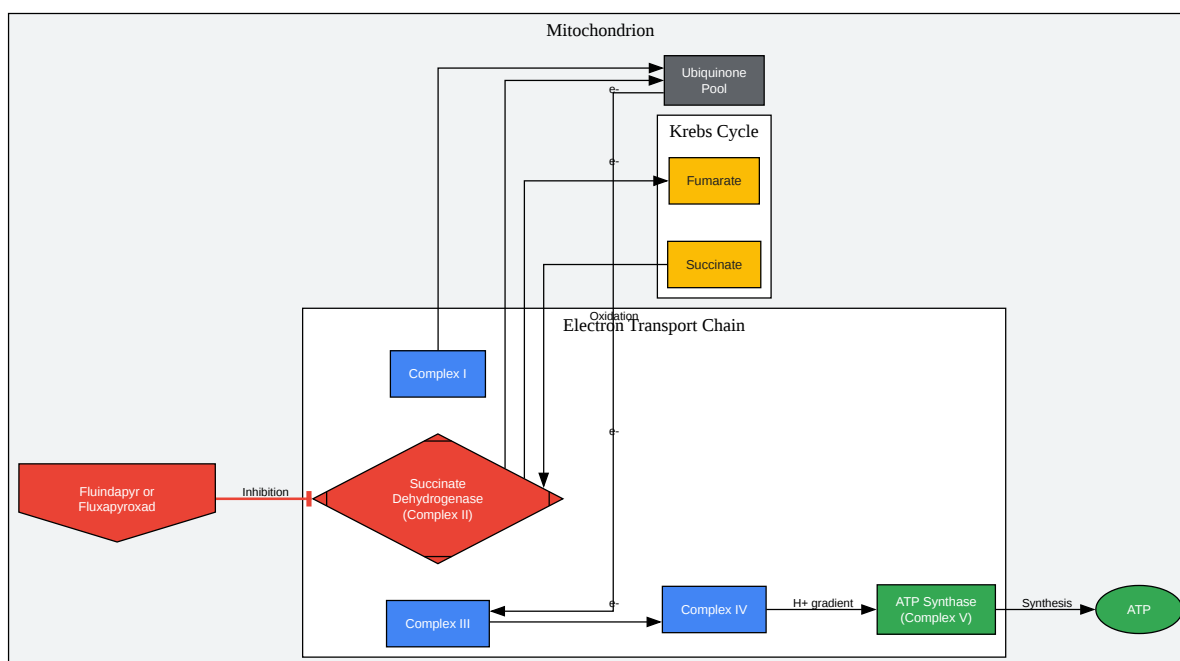 Mitochondrion
Ubiquinone
Pool
e-
Krebs Cycle
e-
Fumarate
Succinate
Oxidation
Electron Transport Chain
Complex I
e-
Fluindapyr or
Fluxapyroxad
Inhibition
Succinate
Dehydrogenase
(Complex II)
Complex III
e-
Complex IV
H+ gradient
ATP Synthase
(Complex V)
Synthesis
ATP